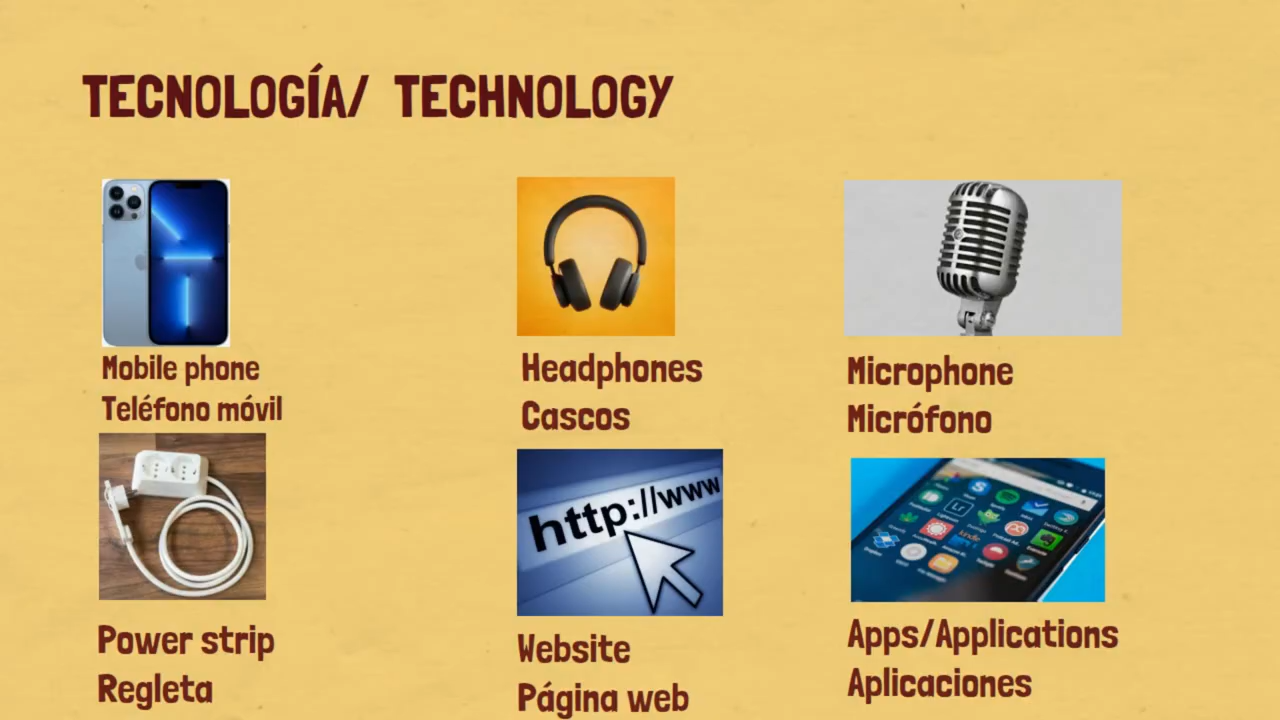 TECNOLOGÍA/ TECHNOLOGY
Mobile phone
Teléfono móvil
Headphones
Cascos
Microphone
Micrófono
Power strip
Regleta
http://www
Website
Página web
Apps/Applications
Aplicaciones